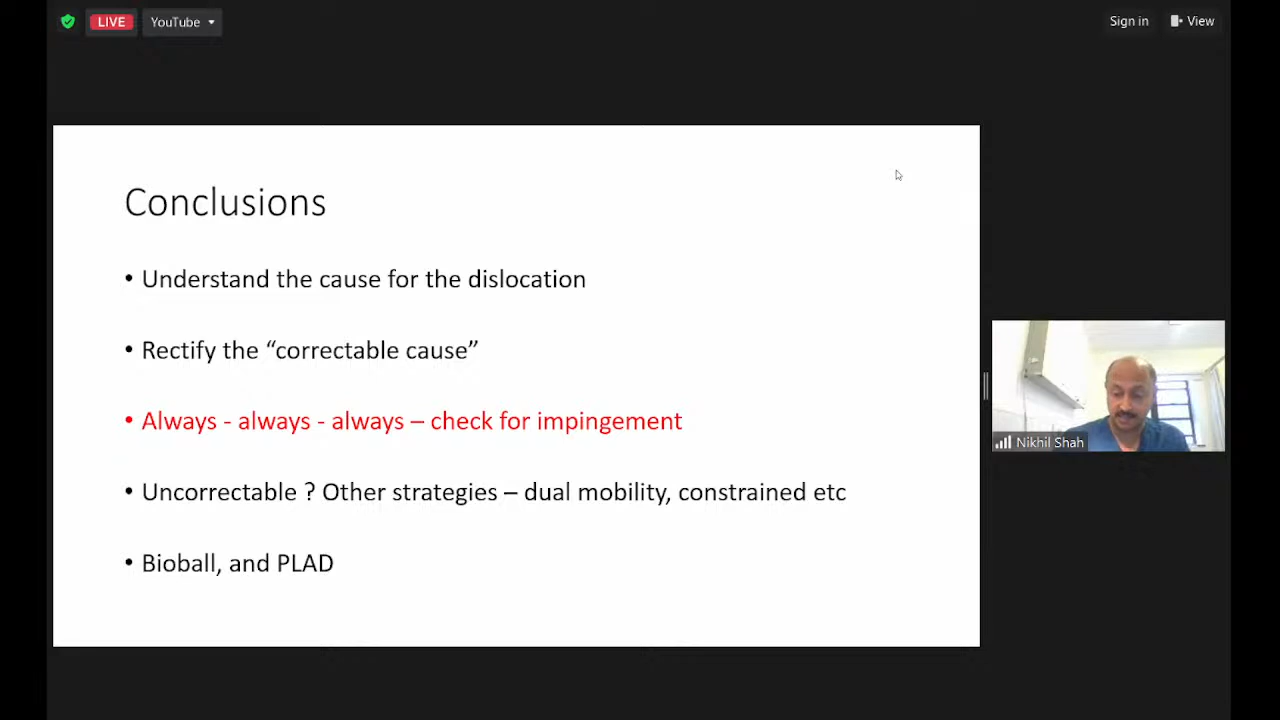 LIVE
YouTube
Sign in
View
Conclusions
• Understand the cause for the dislocation
• Rectify the “correctable cause”
• Always - always - always – check for impingement
• Uncorrectable ? Other strategies – dual mobility, constrained etc
• Bioball, and PLAD
Nikhil Shah